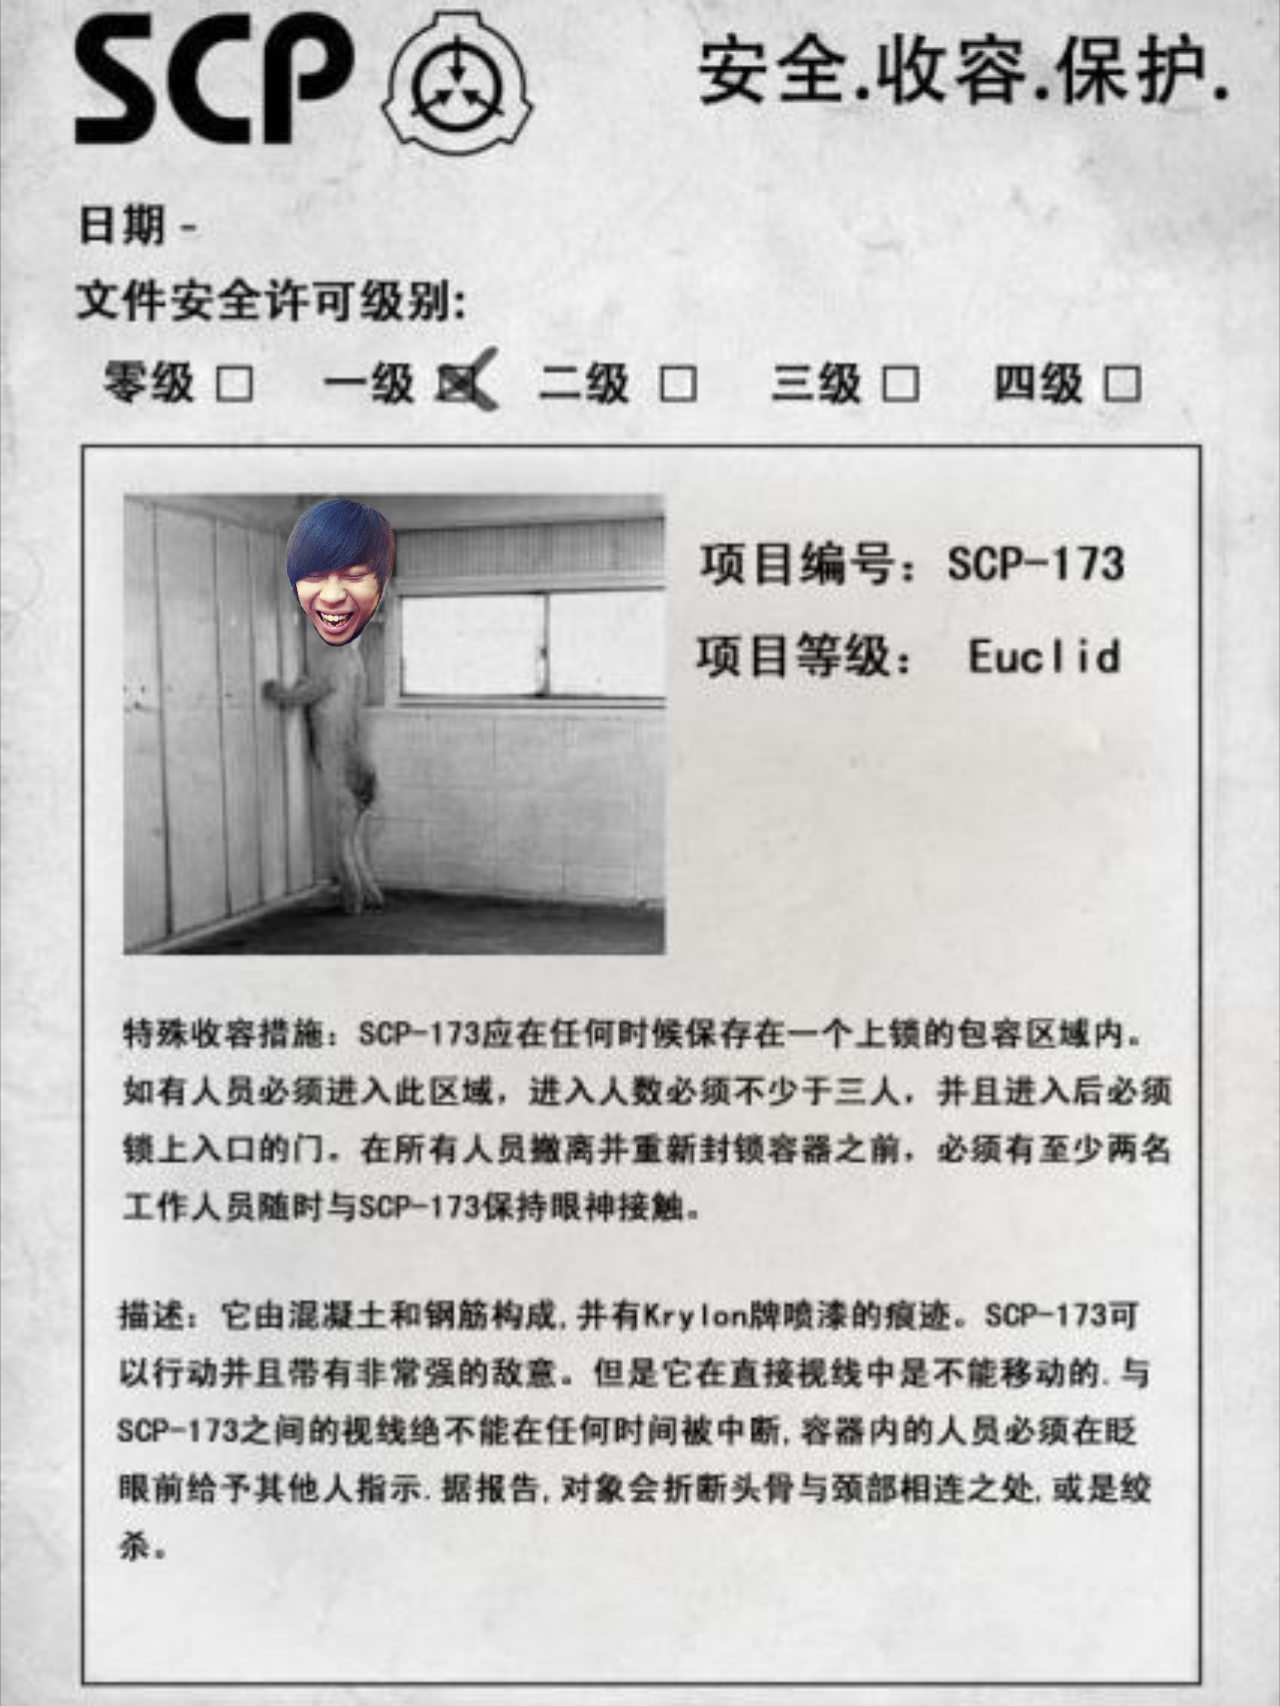 SCP 安全.收容.保护.
日期 -
文件安全许可级别:
零级 一级 二级 三级 四级
项目编号：SCP-173
项目等级： Euclid
特殊收容措施：SCP-173应在任何时候保存在一个上锁的包容区域内。
如有人员必须进入此区域，进入人数必须不少于三人，并且进入后必须
锁上入口的门。在所有人员撤离并重新封锁容器之前，必须有至少两名
工作人员随时与SCP-173保持眼神接触。
描述：它由混凝土和钢筋构成,并有Krylon牌喷漆的痕迹。SCP-173可
以行动并且带有非常强的敌意。但是它在直接视线中是不能移动的.与
SCP-173之间的视线绝不能在任何时间被中断,容器内的人员必须在眨
眼前给予其他人指示.据报告,对象会折断头骨与颈部相连之处,或是绞
杀。